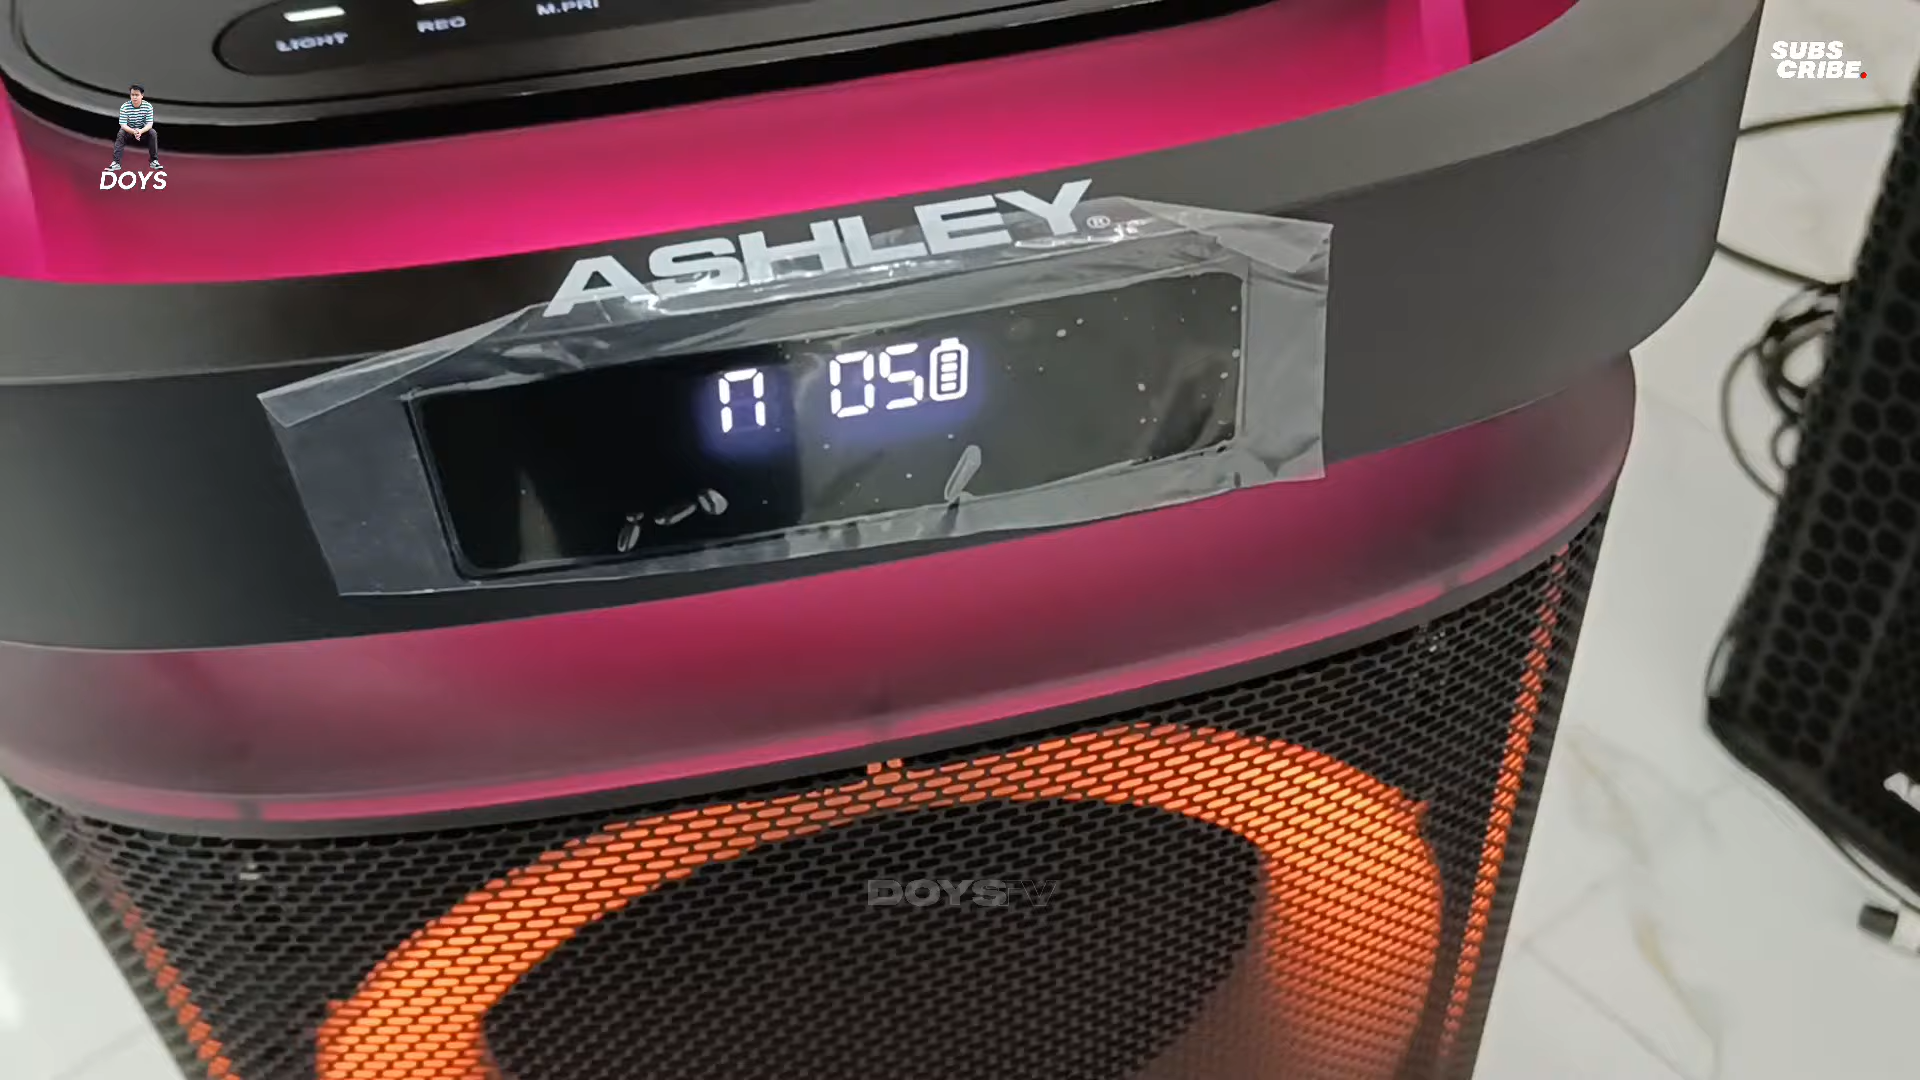 LIGHT REC M.PRI
SUBS
CRIBE.
DOYS
ASHLEY®
n 05
DOYSTV